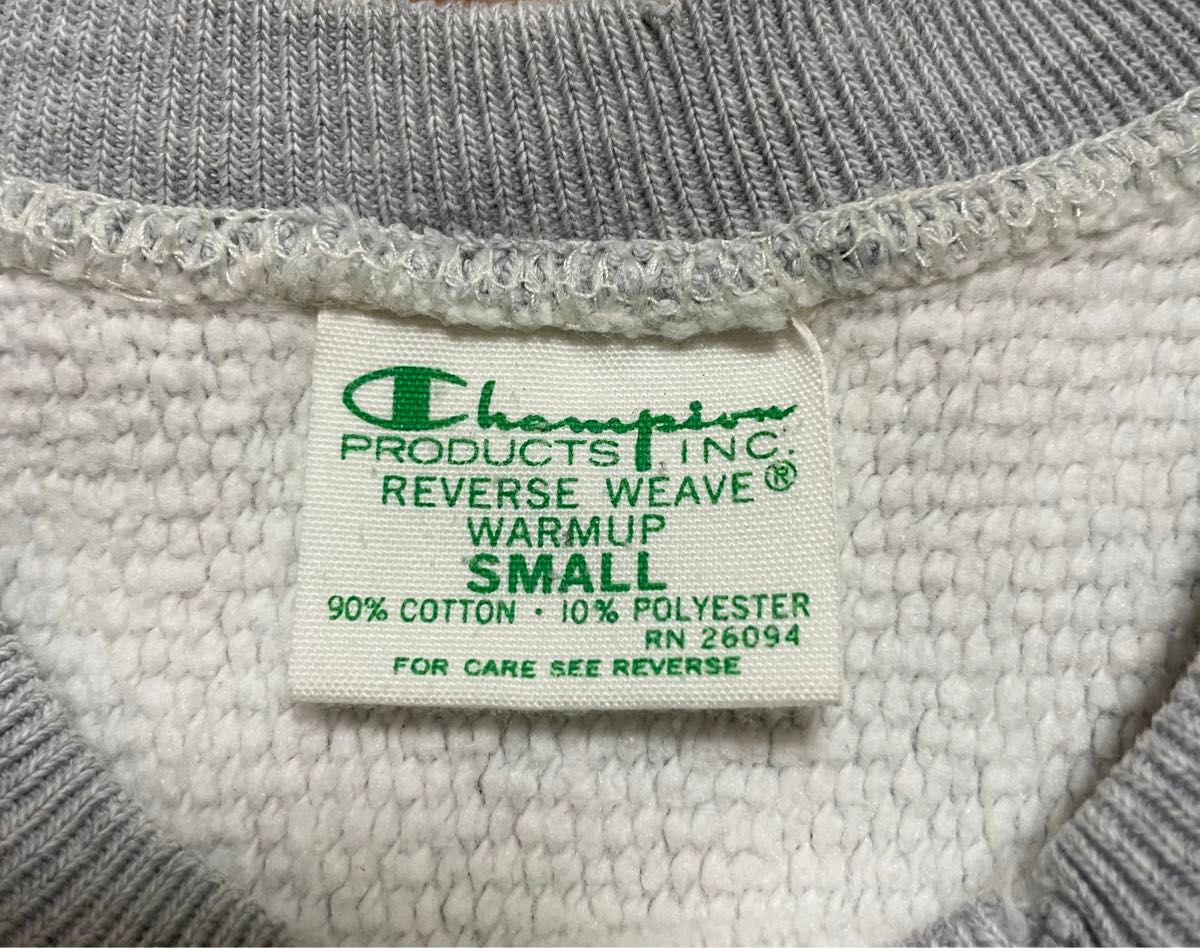 Champion
PRODUCTS INC.
REVERSE WEAVE®
WARMUP
SMALL
90% COTTON · 10% POLYESTER
RN 26094
FOR CARE SEE REVERSE